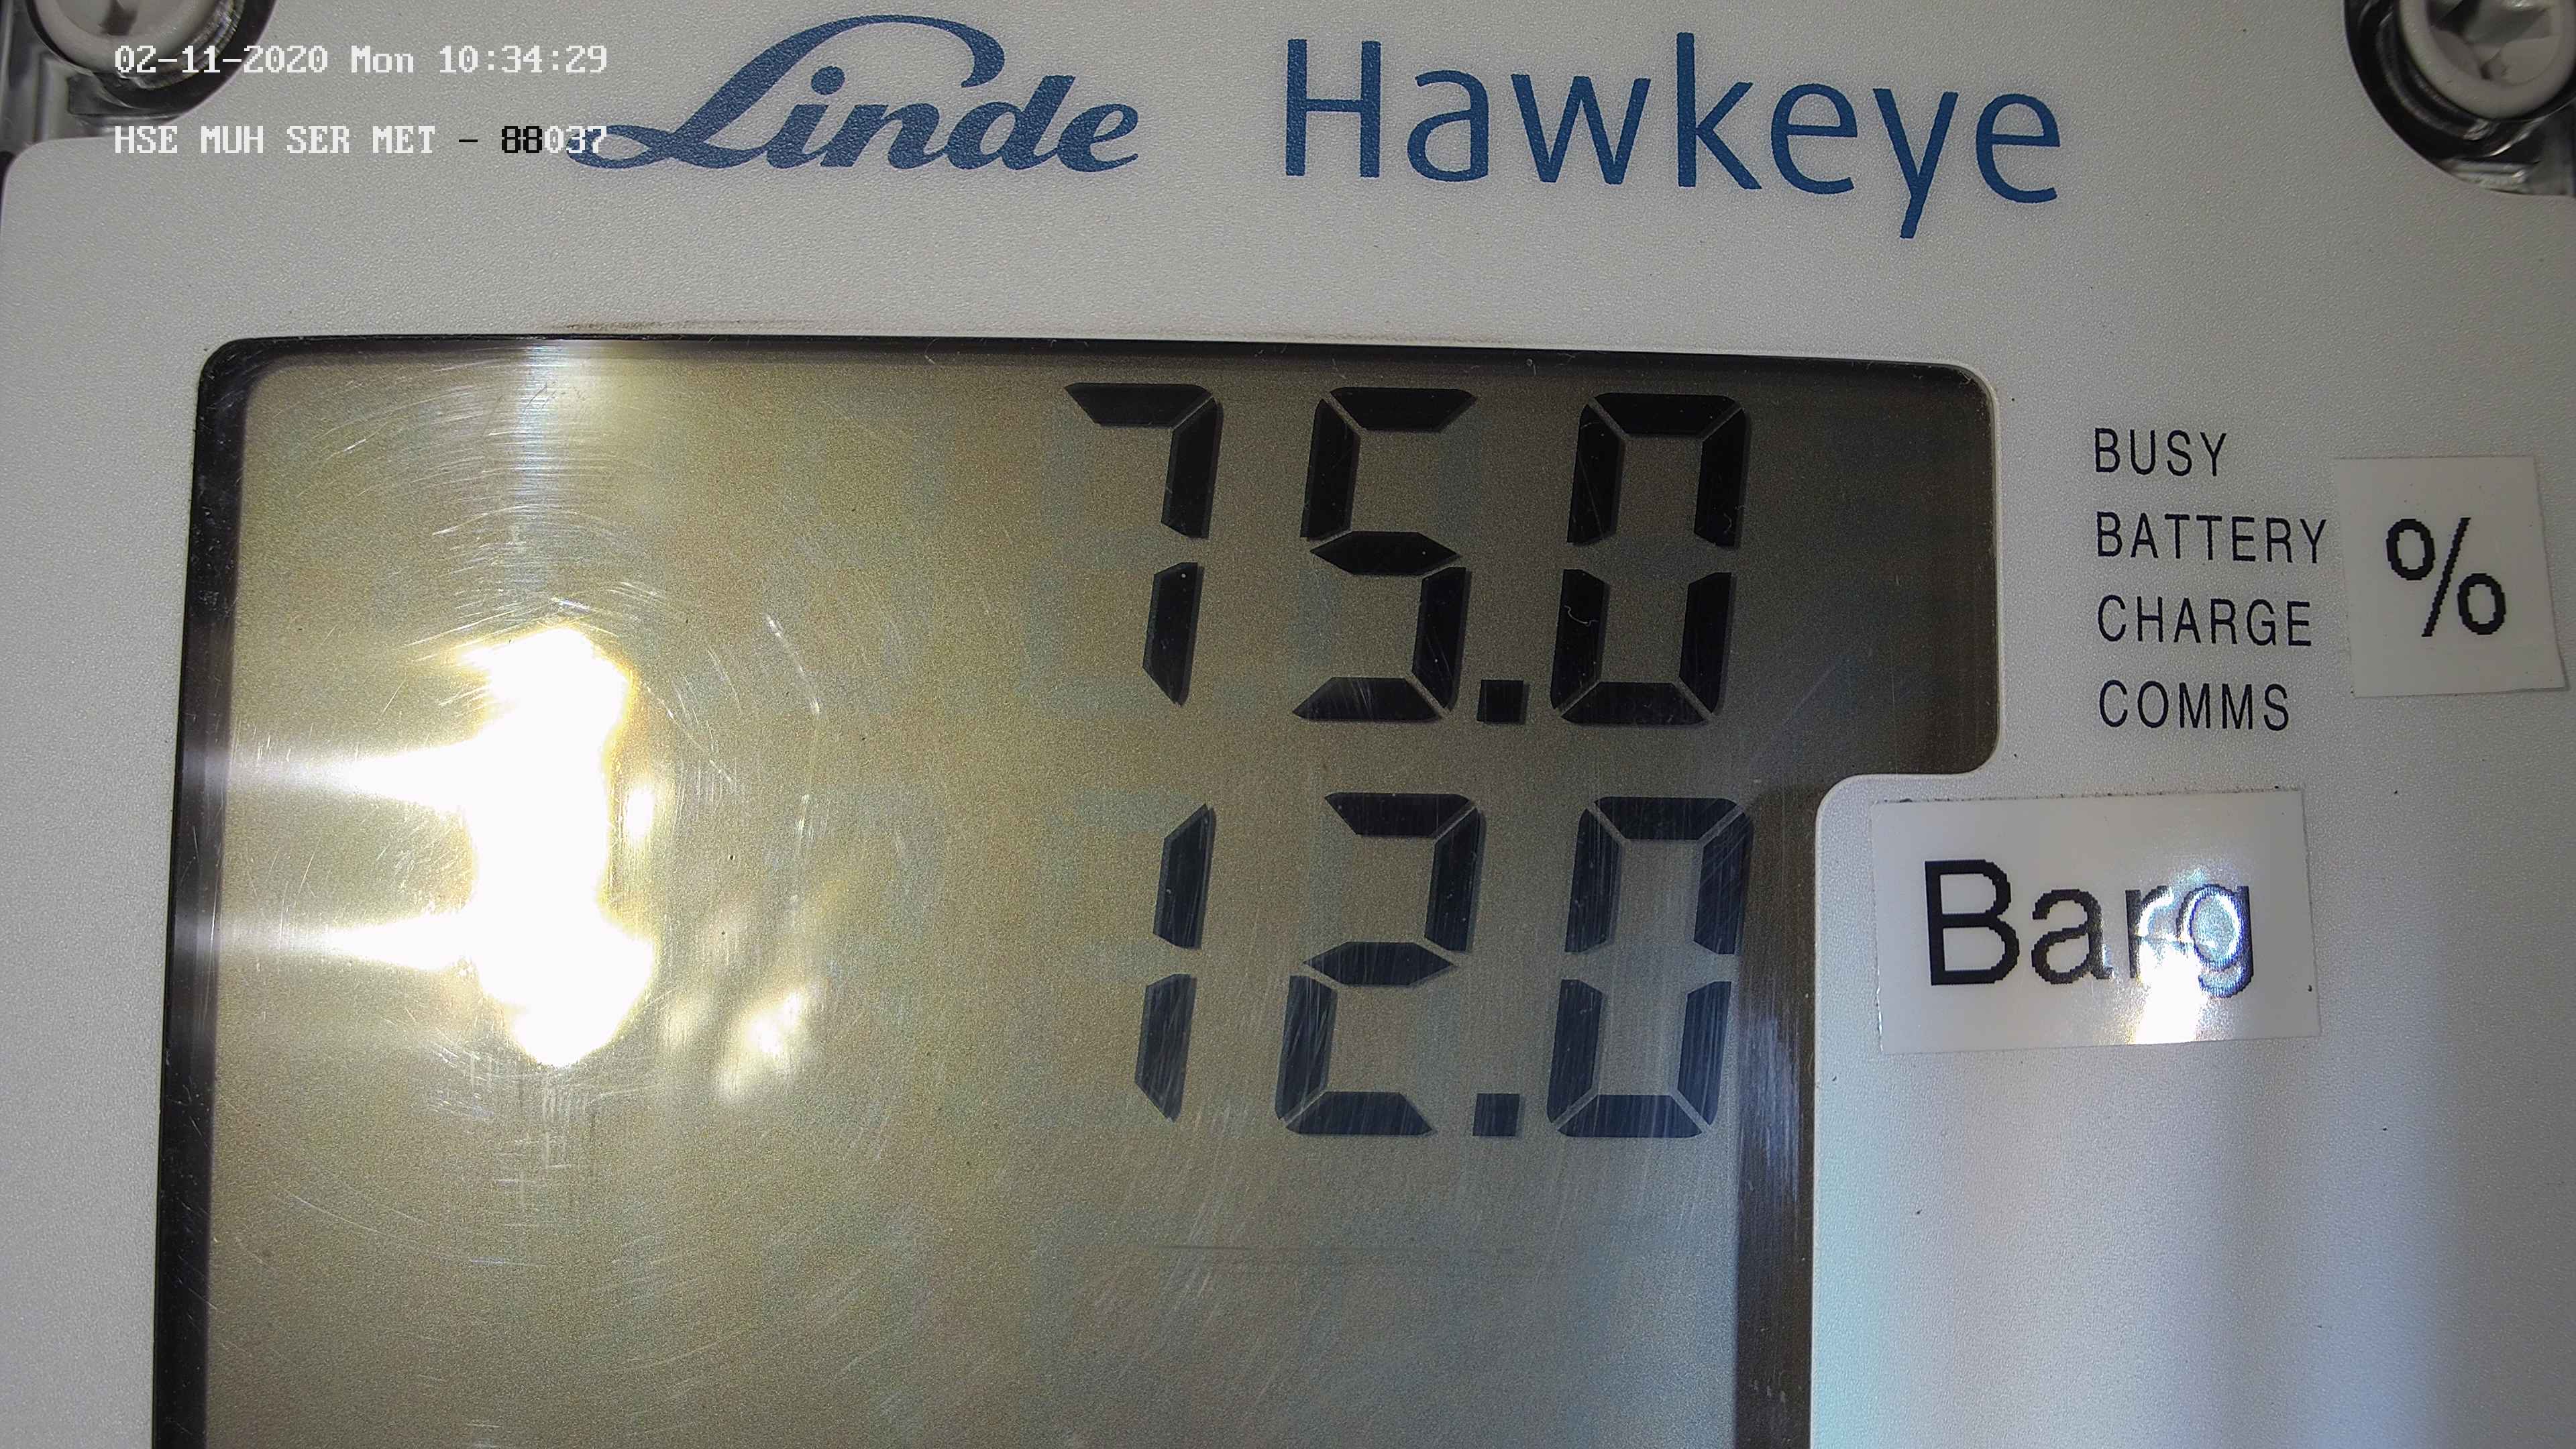 02-11-2020 Mon 10:34:29
HSE MUH SER MET - 88037
Linde Hawkeye
75.0
BUSY
BATTERY
CHARGE
COMMS
%
12.0
Barg